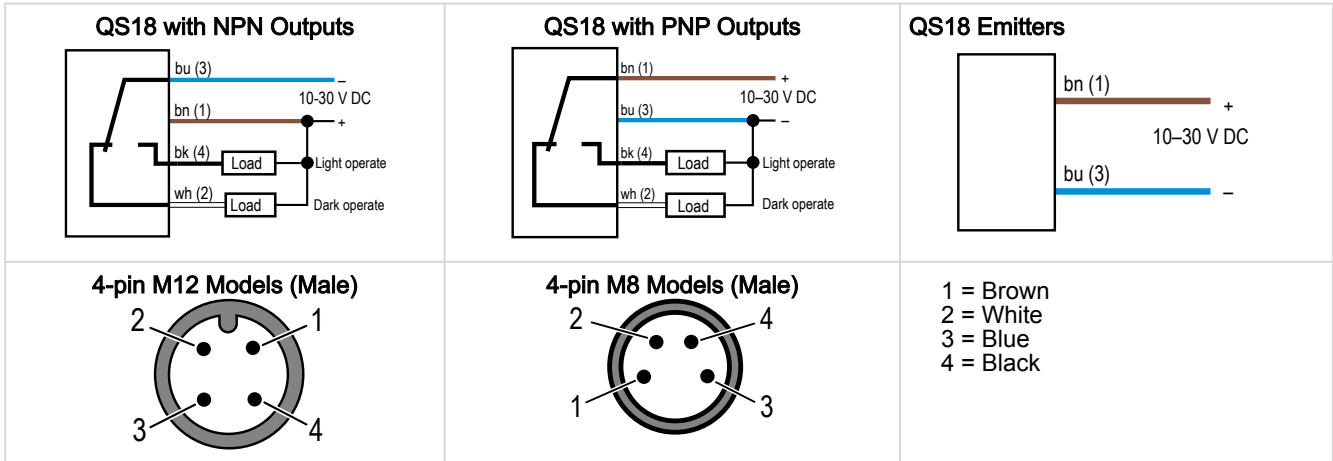 QS18 with NPN Outputs
bu (3)
–
10-30 V DC
bn (1)
+
bk (4)
Load
Light operate
wh (2)
Load
Dark operate
QS18 with PNP Outputs
bn (1)
+
10–30 V DC
bu (3)
–
bk (4)
Load
Light operate
wh (2)
Load
Dark operate
QS18 Emitters
bn (1)
+
10–30 V DC
bu (3)
–
4-pin M12 Models (Male)
2
1
3
4
4-pin M8 Models (Male)
2
4
1
3
1 = Brown
2 = White
3 = Blue
4 = Black